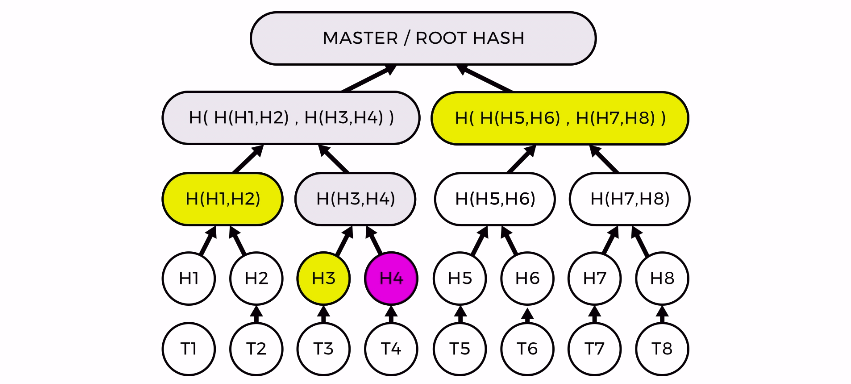 MASTER / ROOT HASH
H( H(H1,H2) , H(H3,H4) )
H( H(H5,H6) , H(H7,H8) )
H(H1,H2)
H(H3,H4)
H(H5,H6)
H(H7,H8)
H1
H2
H3
H4
H5
H6
H7
H8
T1
T2
T3
T4
T5
T6
T7
T8